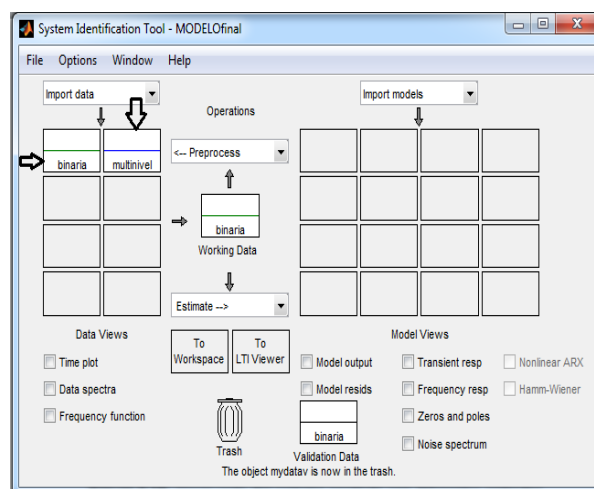 System Identification Tool - MODELOfinal
File Options Window Help
Import data
Import models
Operations
binaria
multinivel
<-- Preprocess
binaria
Working Data
Estimate -->
Data Views
To Workspace
To LTI Viewer
Model Views
Time plot
Data spectra
Frequency function
Model output
Transient resp
Nonlinear ARX
Model resids
Frequency resp
Hamm-Wiener
Zeros and poles
Noise spectrum
Trash
binaria
Validation Data
The object mydatav is now in the trash.